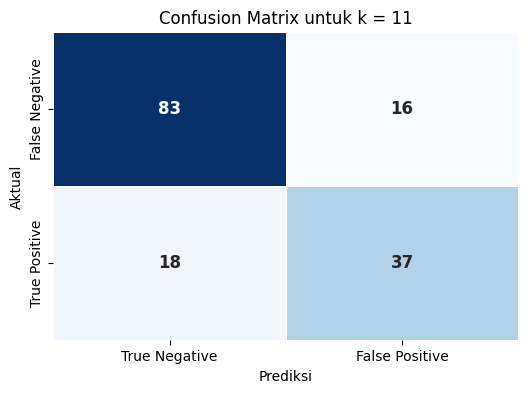 Confusion Matrix untuk k = 11
Aktual
False Negative
83
16
True Positive
18
37
True Negative
False Positive
Prediksi